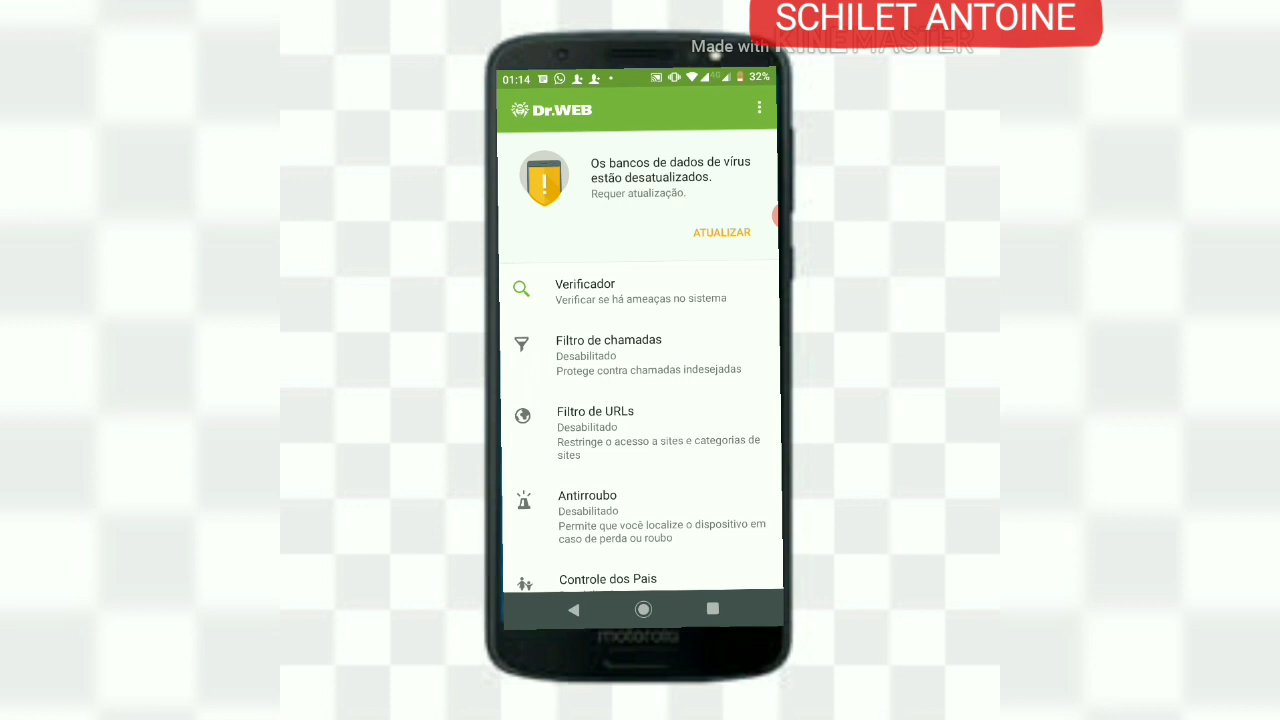 SCHILET ANTOINE
Made with KINEMASTER
01:14 4G 32%
Dr.WEB
Os bancos de dados de vírus
estão desatualizados.
Requer atualização.
ATUALIZAR
Verificador
Verificar se há ameaças no sistema
Filtro de chamadas
Desabilitado
Protege contra chamadas indesejadas
Filtro de URLs
Desabilitado
Restringe o acesso a sites e categorias de
sites
Antirroubo
Desabilitado
Permite que você localize o dispositivo em
caso de perda ou roubo
Controle dos Pais
motorola